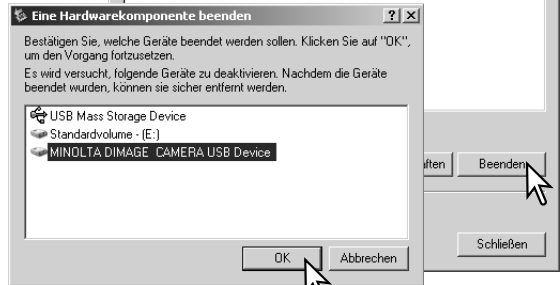 Eine Hardwarekomponente beenden
Bestätigen Sie, welche Geräte beendet werden sollen. Klicken Sie auf "OK",
um den Vorgang fortzusetzen.
Es wird versucht, folgende Geräte zu deaktivieren. Nachdem die Geräte
beendet wurden, können sie sicher entfernt werden.
USB Mass Storage Device
Standardvolume - (E:)
MINOLTA DIMAGE CAMERA USB Device
ften
Beenden
OK
Abbrechen
Schließen